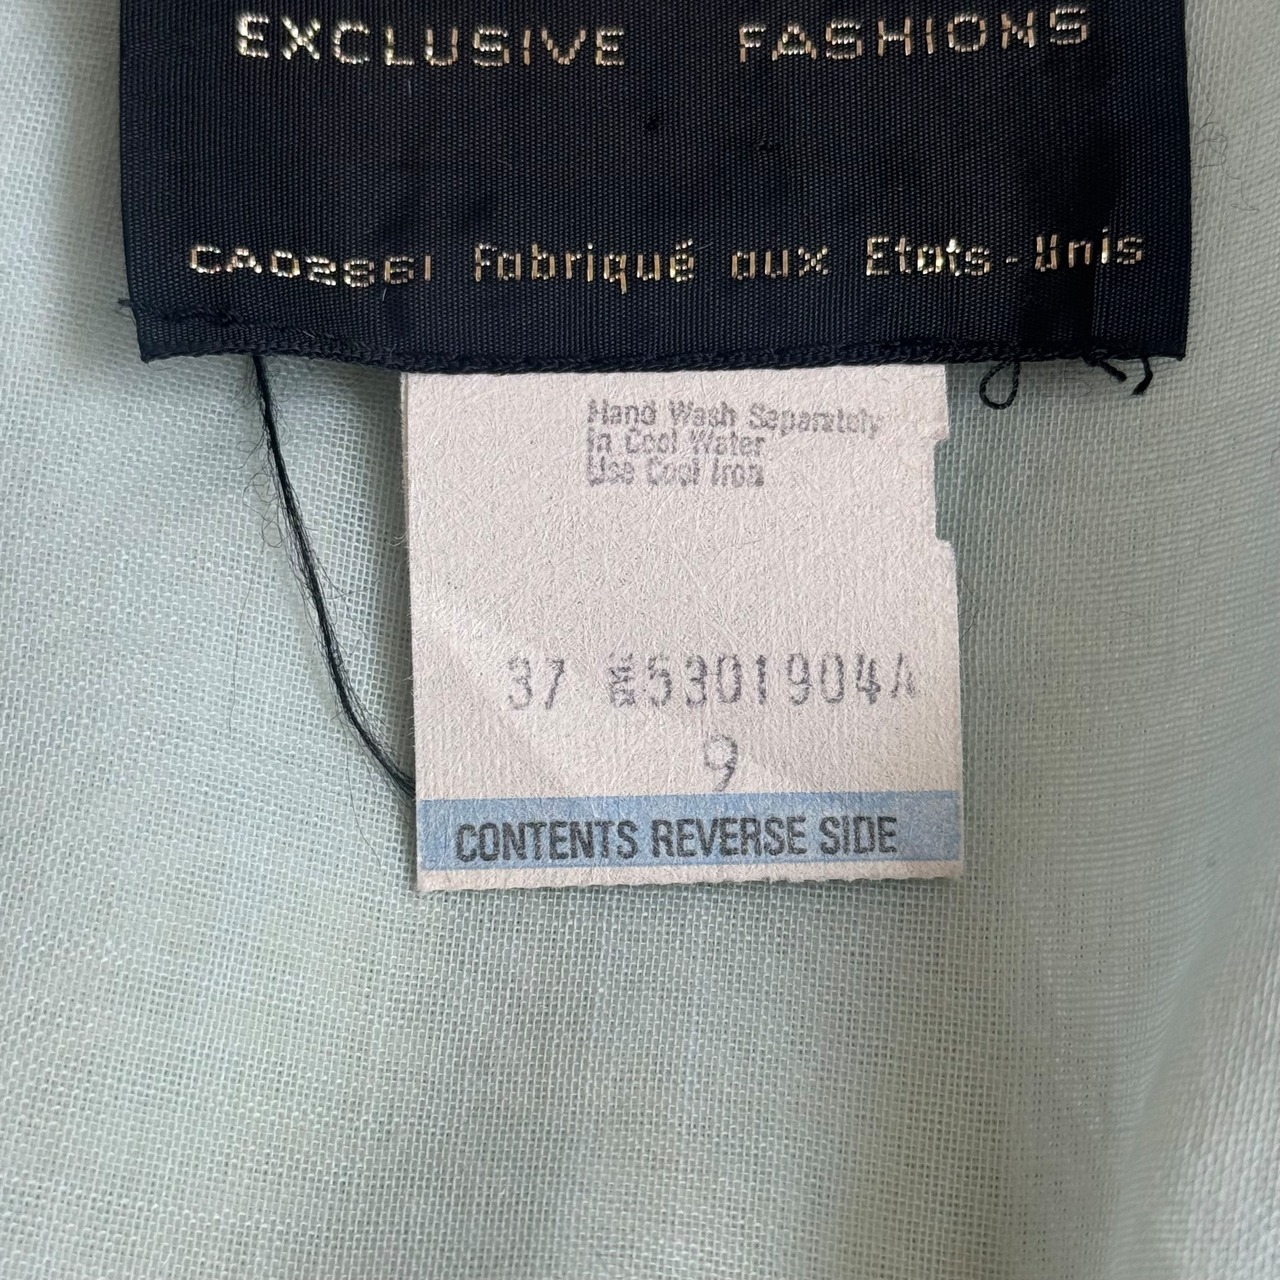 EXCLUSIVE FASHIONS
CA02861 Fabriqué aux Etats-Unis
Hand Wash Separately
In Cool Water
Use Cool Iron
37 5301904A
9
CONTENTS REVERSE SIDE